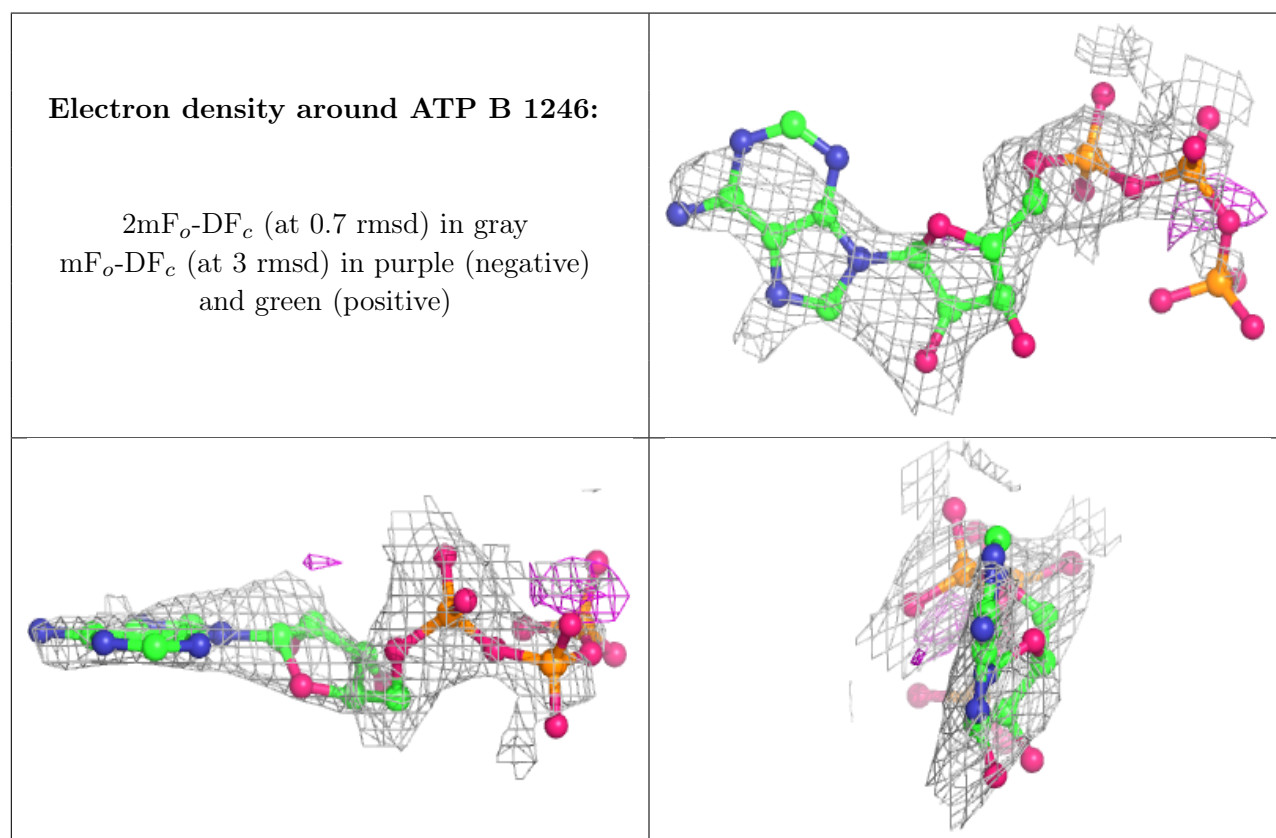 Electron density around ATP B 1246:
2mFo-DFc (at 0.7 rmsd) in gray
mFo-DFc (at 3 rmsd) in purple (negative)
and green (positive)